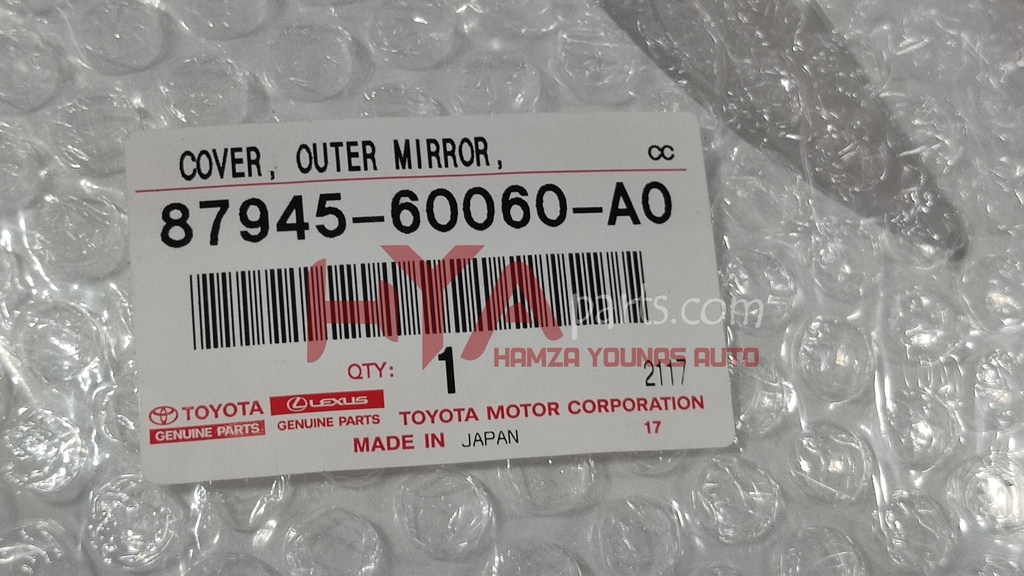 COVER, OUTER MIRROR, CC
87945-60060-A0
HYA parts.com
HAMZA YOUNAS AUTO
QTY: 1 2117
TOYOTA LEXUS TOYOTA MOTOR CORPORATION
GENUINE PARTS GENUINE PARTS 17
MADE IN JAPAN